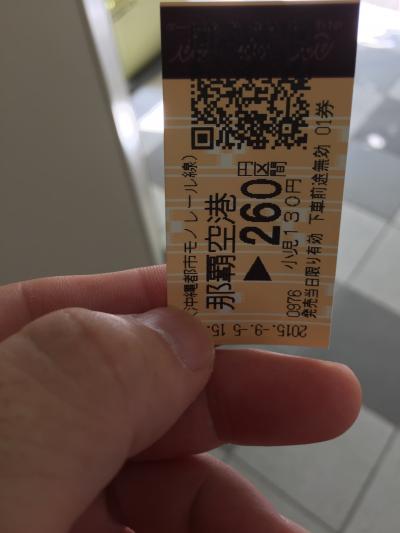 (沖縄都市モノレール線)
那覇空港
▶260円区間
小児130円
0976
発売当日限り有効 下車前途無効 01券
2015.-9.-5